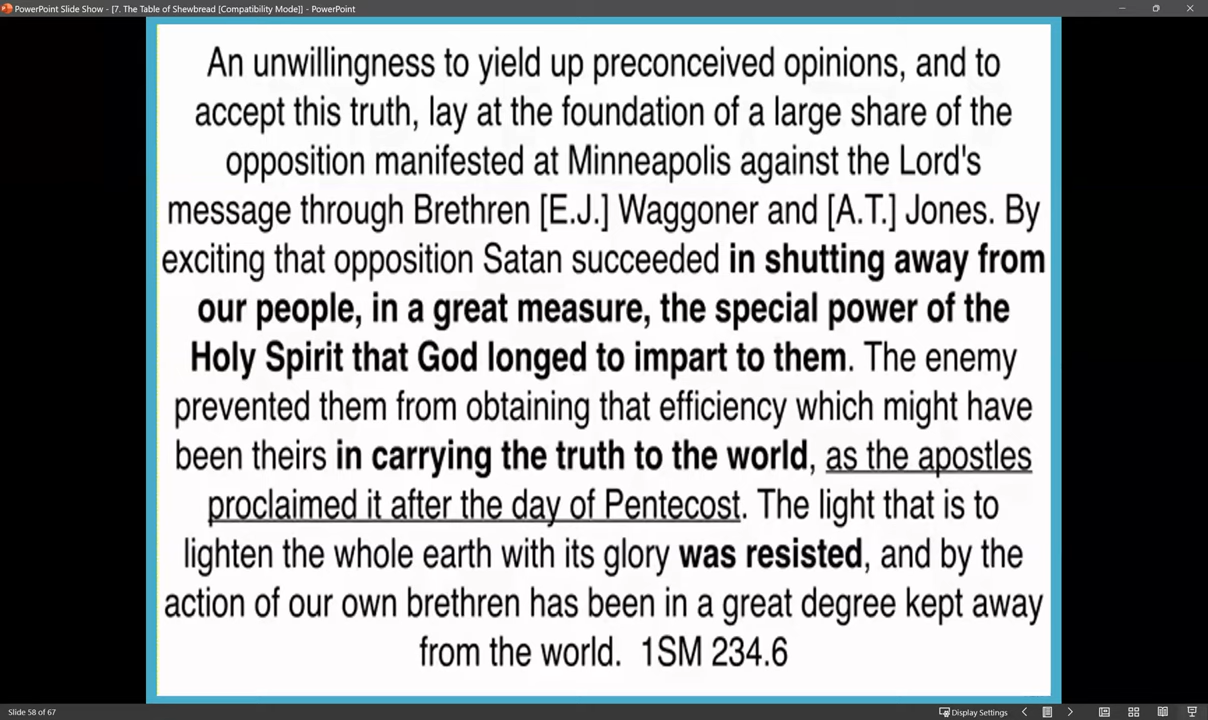 PowerPoint Slide Show - [7. The Table of Shewbread [Compatibility Mode]] - PowerPoint
An unwillingness to yield up preconceived opinions, and to
accept this truth, lay at the foundation of a large share of the
opposition manifested at Minneapolis against the Lord's
message through Brethren [E.J.] Waggoner and [A.T.] Jones. By
exciting that opposition Satan succeeded in shutting away from
our people, in a great measure, the special power of the
Holy Spirit that God longed to impart to them. The enemy
prevented them from obtaining that efficiency which might have
been theirs in carrying the truth to the world, as the apostles
proclaimed it after the day of Pentecost. The light that is to
lighten the whole earth with its glory was resisted, and by the
action of our own brethren has been in a great degree kept away
from the world. 1SM 234.6
Slide 58 of 67
Display Settings